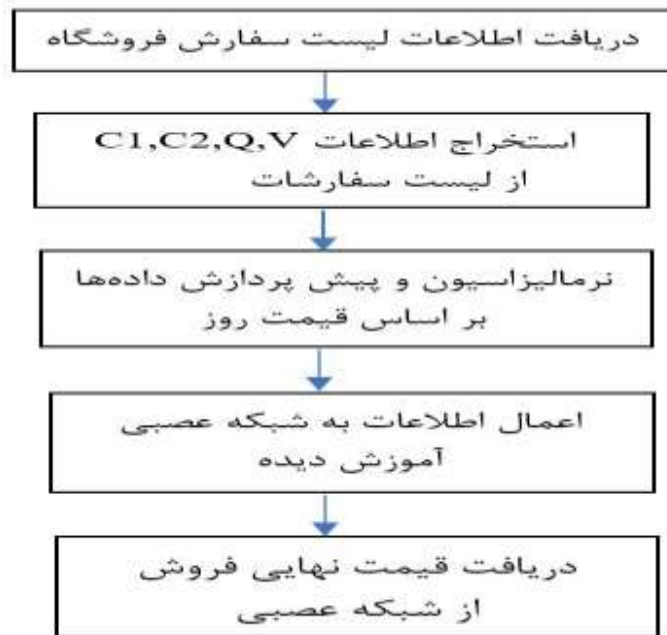 دریافت اطلاعات لیست سفارش فروشگاه
استخراج اطلاعات C1,C2,Q,V
از لیست سفارشات
نرمالیزاسیون و پیش پردازش داده‌ها
بر اساس قیمت روز
اعمال اطلاعات به شبکه عصبی
آموزش دیده
دریافت قیمت نهایی فروش
از شبکه عصبی